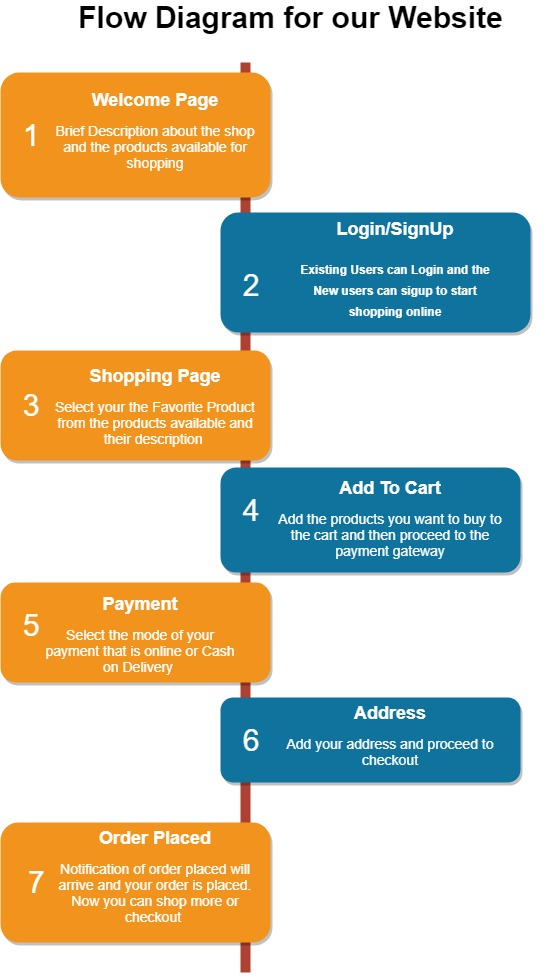 Flow Diagram for our Website
Welcome Page
1
Brief Description about the shop
and the products available for
shopping
Login/SignUp
2
Existing Users can Login and the
New users can sigup to start
shopping online
Shopping Page
3
Select your the Favorite Product
from the products available and
their description
Add To Cart
4
Add the products you want to buy to
the cart and then proceed to the
payment gateway
Payment
5
Select the mode of your
payment that is online or Cash
on Delivery
Address
6
Add your address and proceed to
checkout
Order Placed
7
Notification of order placed will
arrive and your order is placed.
Now you can shop more or
checkout